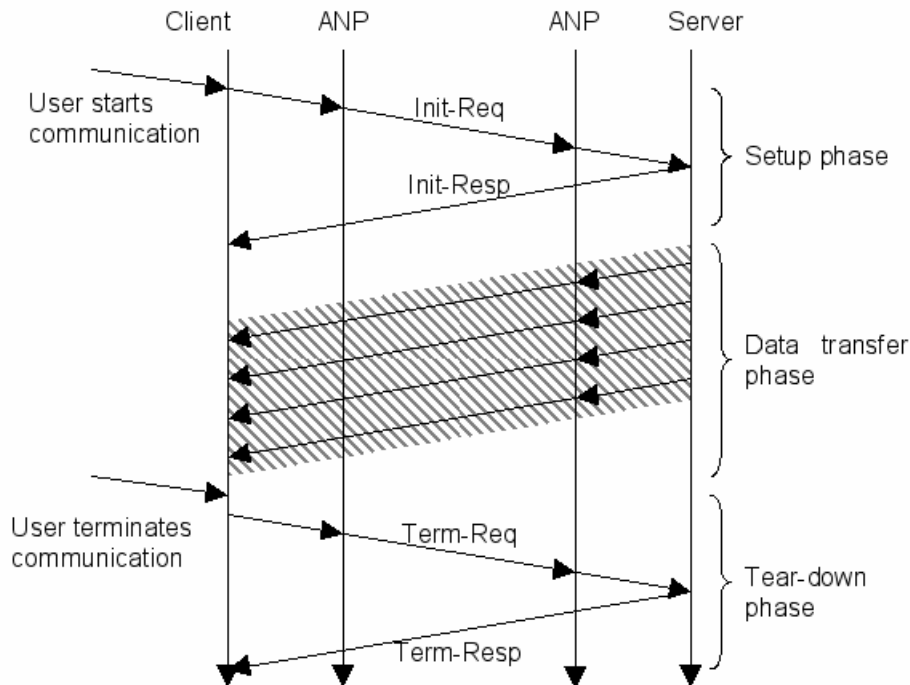 Client ANP ANP Server
User starts
communication
Init-Req
Setup phase
Init-Resp
Data transfer
phase
User terminates
communication
Term-Req
Tear-down
phase
Term-Resp